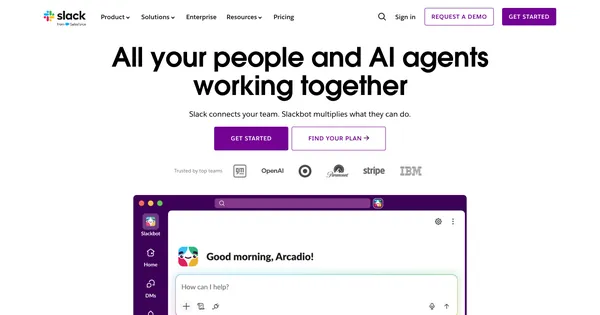 slack
Product Solutions Enterprise Resources Pricing
Sign in
REQUEST A DEMO
GET STARTED
All your people and AI agents
working together
Slack connects your team. Slackbot multiplies what they can do.
GET STARTED
FIND YOUR PLAN →
Trusted by top teams
OpenAI
Paramount
stripe
IBM
Slackbot
Home
DMs
Good morning, Arcadio!
How can I help?